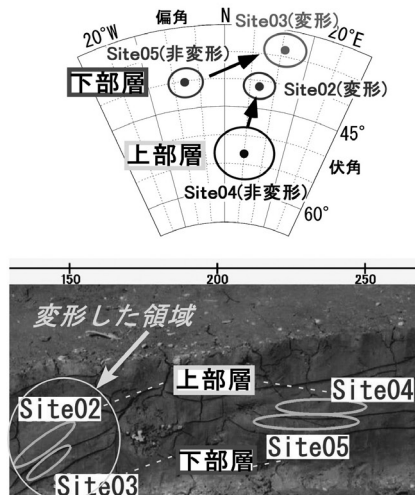 偏角 N Site03(変形)
20°W 20°E
Site05(非変形)
下部層
Site02(変形)
45°
上部層
伏角
Site04(非変形)
60°
150 200 250
変形した領域
上部層
Site04
Site02
Site05
下部層
Site03